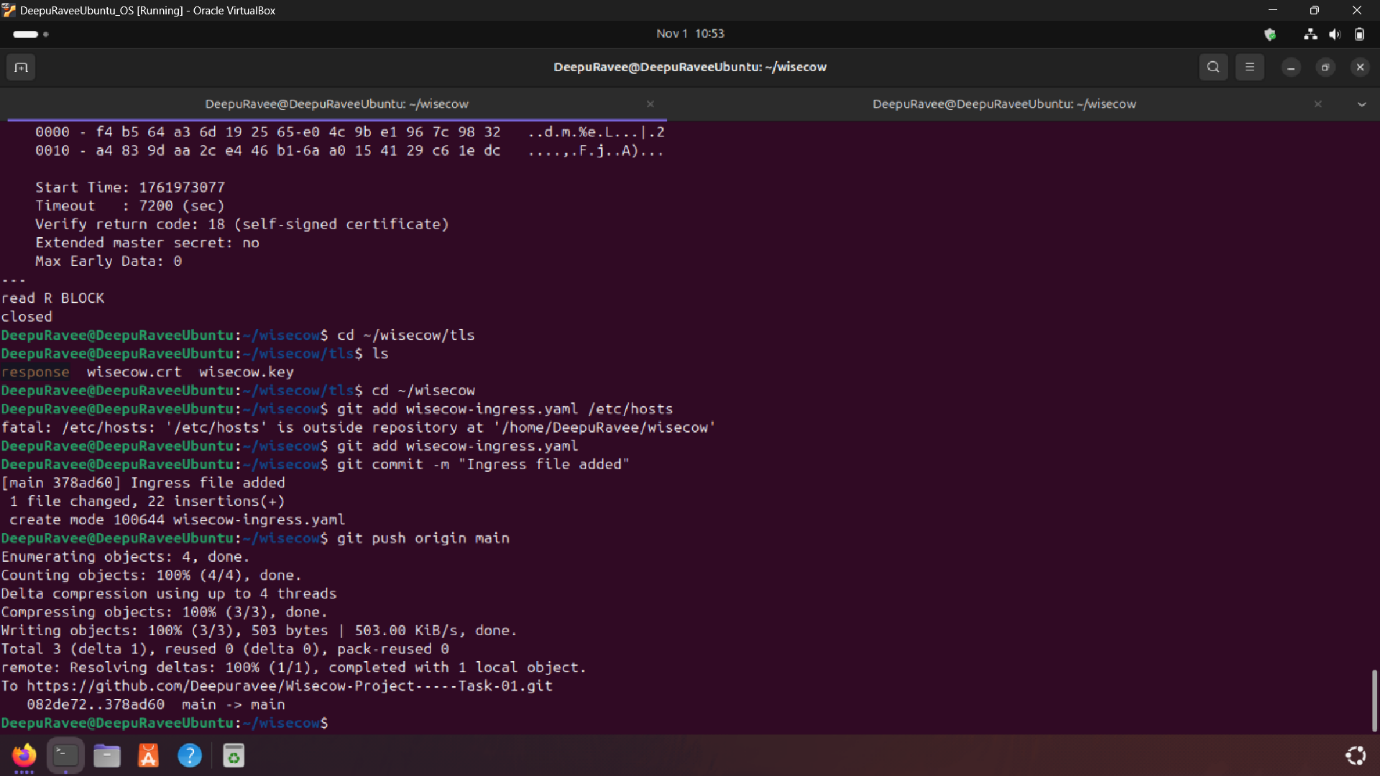 DeepuRaveeUbuntu_OS [Running] - Oracle VirtualBox
Nov 1 10:53
DeepuRavee@DeepuRaveeUbuntu: ~/wisecow
DeepuRavee@DeepuRaveeUbuntu: ~/wisecow
DeepuRavee@DeepuRaveeUbuntu: ~/wisecow
0000 - f4 b5 64 a3 6d 19 25 65-e0 4c 9b e1 96 7c 98 32   ..d.m.%e.L...|.2
0010 - a4 83 9d aa 2c e4 46 b1-6a a0 15 41 29 c6 1e dc   ....,.F.j..A)...
Start Time: 1761973077
Timeout   : 7200 (sec)
Verify return code: 18 (self-signed certificate)
Extended master secret: no
Max Early Data: 0
---
read R BLOCK
closed
DeepuRavee@DeepuRaveeUbuntu:~/wisecow$ cd ~/wisecow/tls
DeepuRavee@DeepuRaveeUbuntu:~/wisecow/tls$ ls
response  wisecow.crt  wisecow.key
DeepuRavee@DeepuRaveeUbuntu:~/wisecow/tls$ cd ~/wisecow
DeepuRavee@DeepuRaveeUbuntu:~/wisecow$ git add wisecow-ingress.yaml /etc/hosts
fatal: /etc/hosts: '/etc/hosts' is outside repository at '/home/DeepuRavee/wisecow'
DeepuRavee@DeepuRaveeUbuntu:~/wisecow$ git add wisecow-ingress.yaml
DeepuRavee@DeepuRaveeUbuntu:~/wisecow$ git commit -m "Ingress file added"
[main 378ad60] Ingress file added
 1 file changed, 22 insertions(+)
 create mode 100644 wisecow-ingress.yaml
DeepuRavee@DeepuRaveeUbuntu:~/wisecow$ git push origin main
Enumerating objects: 4, done.
Counting objects: 100% (4/4), done.
Delta compression using up to 4 threads
Compressing objects: 100% (3/3), done.
Writing objects: 100% (3/3), 503 bytes | 503.00 KiB/s, done.
Total 3 (delta 1), reused 0 (delta 0), pack-reused 0
remote: Resolving deltas: 100% (1/1), completed with 1 local object.
To https://github.com/Deepuravee/Wisecow-Project-----Task-01.git
   082de72..378ad60  main -> main
DeepuRavee@DeepuRaveeUbuntu:~/wisecow$